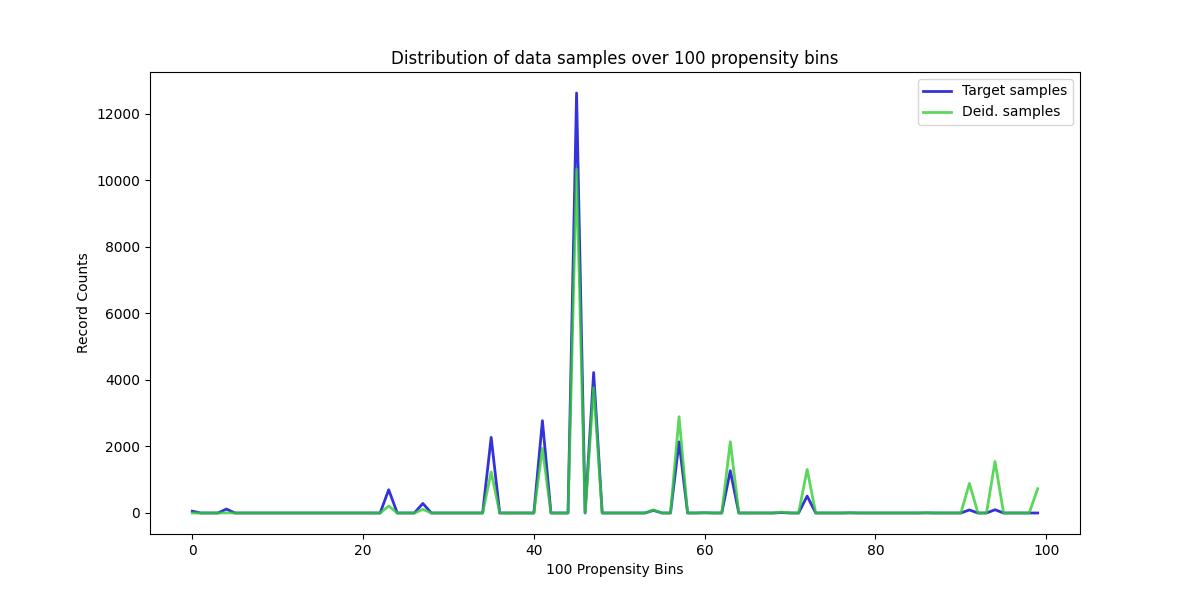 Distribution of data samples over 100 propensity bins
Target samples
Deid. samples
12000
10000
8000
6000
4000
2000
0
Record Counts
0 20 40 60 80 100
100 Propensity Bins